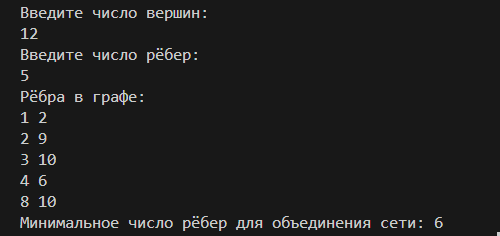 Введите число вершин:
12
Введите число рёбер:
5
Рёбра в графе:
1 2
2 9
3 10
4 6
8 10
Минимальное число рёбер для объединения сети: 6